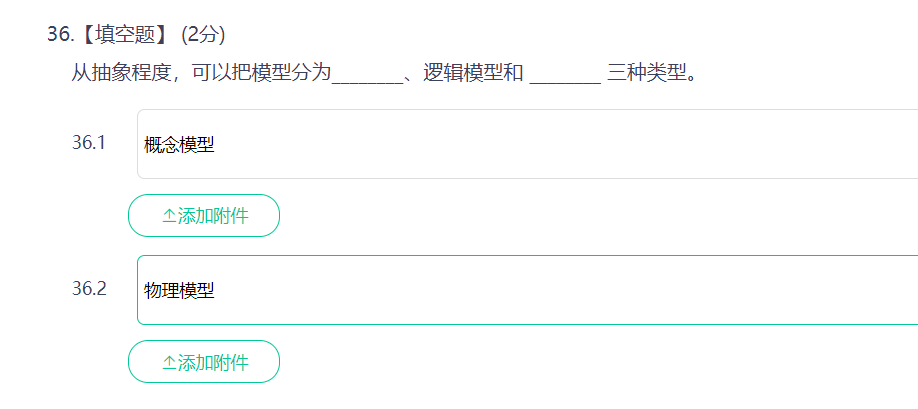 36.【填空题】 (2分)
从抽象程度，可以把模型分为________、逻辑模型和 ________ 三种类型。
36.1
概念模型
添加附件
36.2
物理模型
添加附件